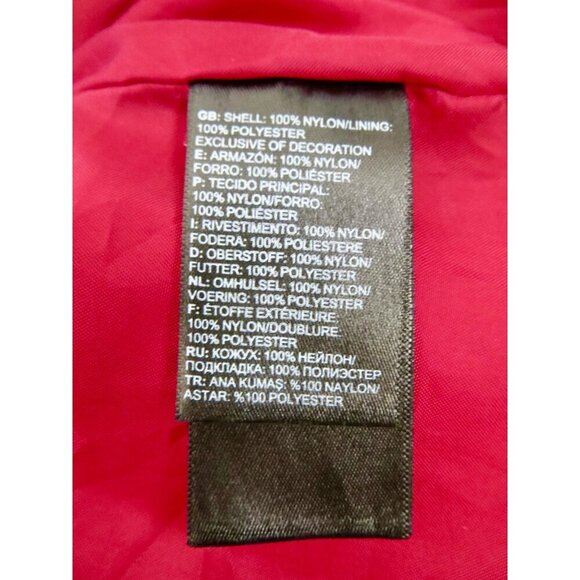 GB: SHELL: 100% NYLON/LINING:
100% POLYESTER
EXCLUSIVE OF DECORATION
E: ARMAZÓN: 100% NYLON/
FORRO: 100% POLIÉSTER
P: TECIDO PRINCIPAL:
100% NYLON/FORRO:
100% POLIÉSTER
I: RIVESTIMENTO: 100% NYLON/
FODERA: 100% POLIESTERE
D: OBERSTOFF: 100% NYLON/
FUTTER: 100% POLYESTER
NL: OMHULSEL: 100% NYLON/
VOERING: 100% POLYESTER
F: ÉTOFFE EXTÉRIEURE:
100% NYLON/DOUBLURE:
100% POLYESTER
RU: КОЖУХ: 100% НЕЙЛОН/
ПОДКЛАДКА: 100% ПОЛИЭСТЕР
TR: ANA KUMAŞ: %100 NAYLON/
ASTAR: %100 POLYESTER